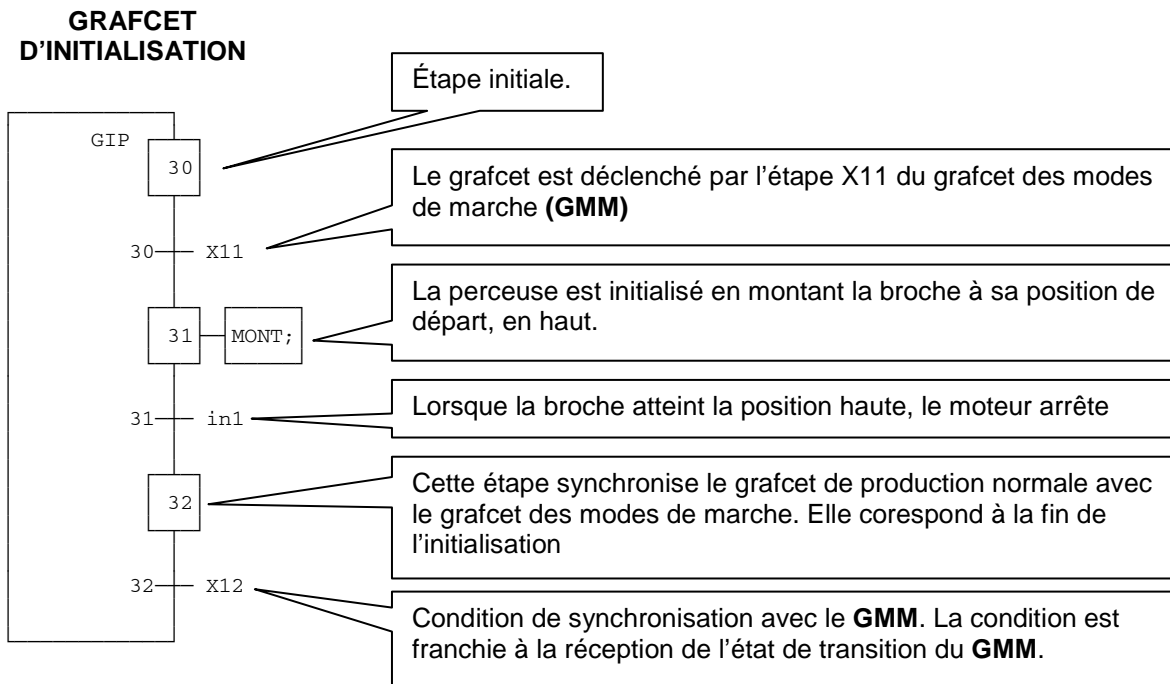 GRAFCET
D'INITIALISATION
Étape initiale.
GIP
30
Le grafcet est déclenché par l'étape X11 du grafcet des modes
de marche (GMM)
30 X11
La perceuse est initialisé en montant la broche à sa position de
départ, en haut.
31 MONT;
Lorsque la broche atteint la position haute, le moteur arrête
31 in1
Cette étape synchronise le grafcet de production normale avec
le grafcet des modes de marche. Elle corespond à la fin de
l'initialisation
32
32 X12
Condition de synchronisation avec le GMM. La condition est
franchie à la réception de l'état de transition du GMM.